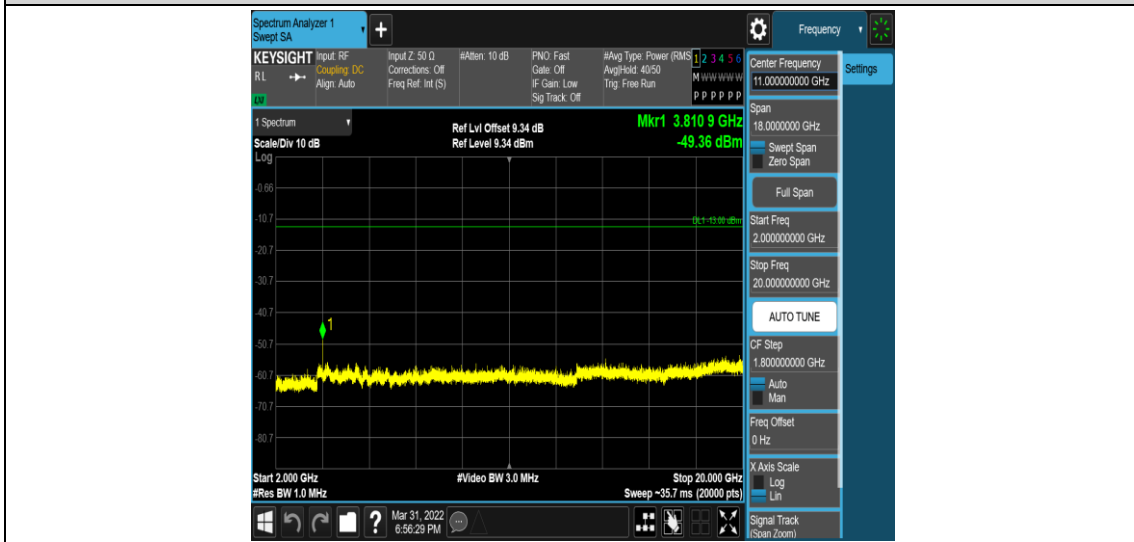 Spectrum Analyzer 1
Swept SA
+
Frequency
KEYSIGHT
RL
LXI
Input: RF
Coupling: DC
Align: Auto
Input Z: 50 Ω
Corrections: Off
Freq Ref: Int (S)
#Atten: 10 dB
PNO: Fast
Gate: Off
IF Gain: Low
Sig Track: Off
#Avg Type: Power (RMS
Avg|Hold: 40/50
Trig: Free Run
1 2 3 4 5 6
M W W W W W
P P P P P P
1 Spectrum
Scale/Div 10 dB
Log
Ref Lvl Offset 9.34 dB
Ref Level 9.34 dBm
Mkr1 3.810 9 GHz
-49.36 dBm
-0.66
-10.7
DL1 -13.00 dBm
-20.7
-30.7
-40.7
1
-50.7
-60.7
-70.7
-80.7
Start 2.000 GHz
#Res BW 1.0 MHz
#Video BW 3.0 MHz
Stop 20.000 GHz
Sweep ~35.7 ms (20000 pts)
?
Mar 31, 2022
6:56:29 PM
Center Frequency
11.000000000 GHz
Settings
Span
18.0000000 GHz
Swept Span
Zero Span
Full Span
Start Freq
2.000000000 GHz
Stop Freq
20.000000000 GHz
AUTO TUNE
CF Step
1.800000000 GHz
Auto
Man
Freq Offset
0 Hz
X Axis Scale
Log
Lin
Signal Track
(Span Zoom)